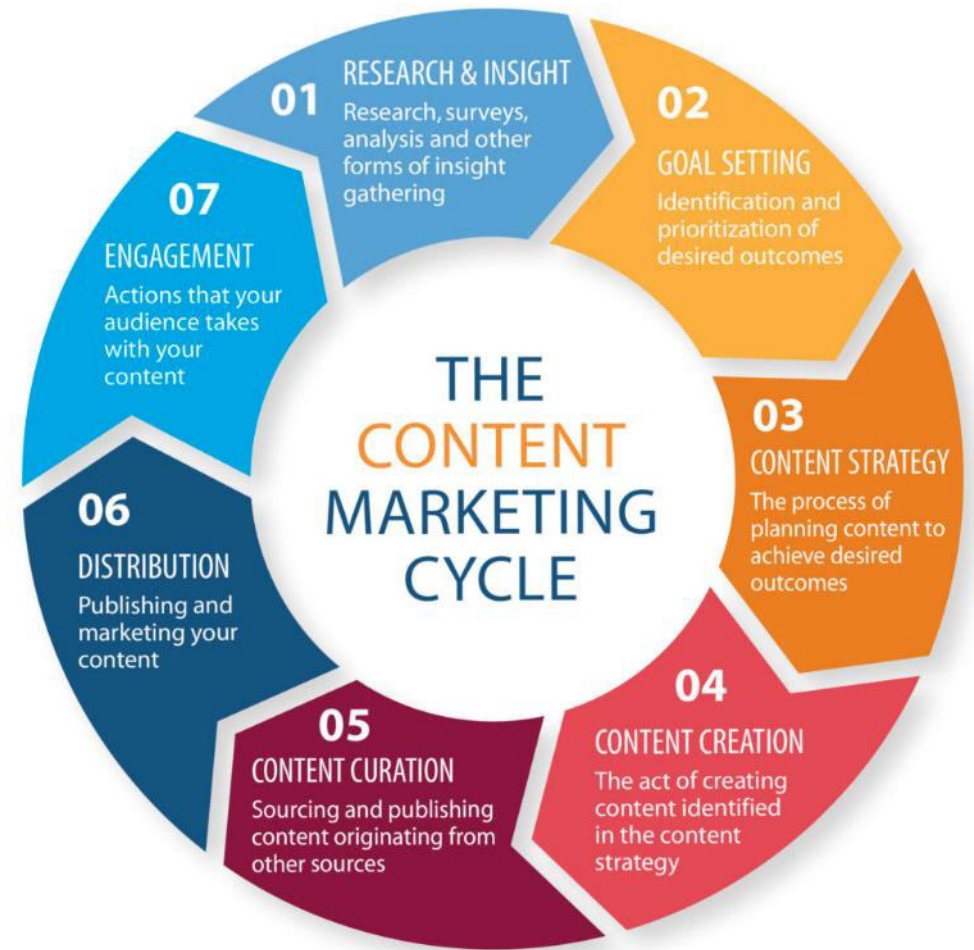 01
RESEARCH & INSIGHT
Research, surveys,
analysis and other
forms of insight
gathering
02
GOAL SETTING
Identification and
prioritization of
desired outcomes
03
CONTENT STRATEGY
The process of
planning content to
achieve desired
outcomes
04
CONTENT CREATION
The act of creating
content identified
in the content
strategy
05
CONTENT CURATION
Sourcing and publishing
content originating from
other sources
06
DISTRIBUTION
Publishing and
marketing your
content
07
ENGAGEMENT
Actions that your
audience takes
with your
content
THE
CONTENT
MARKETING
CYCLE